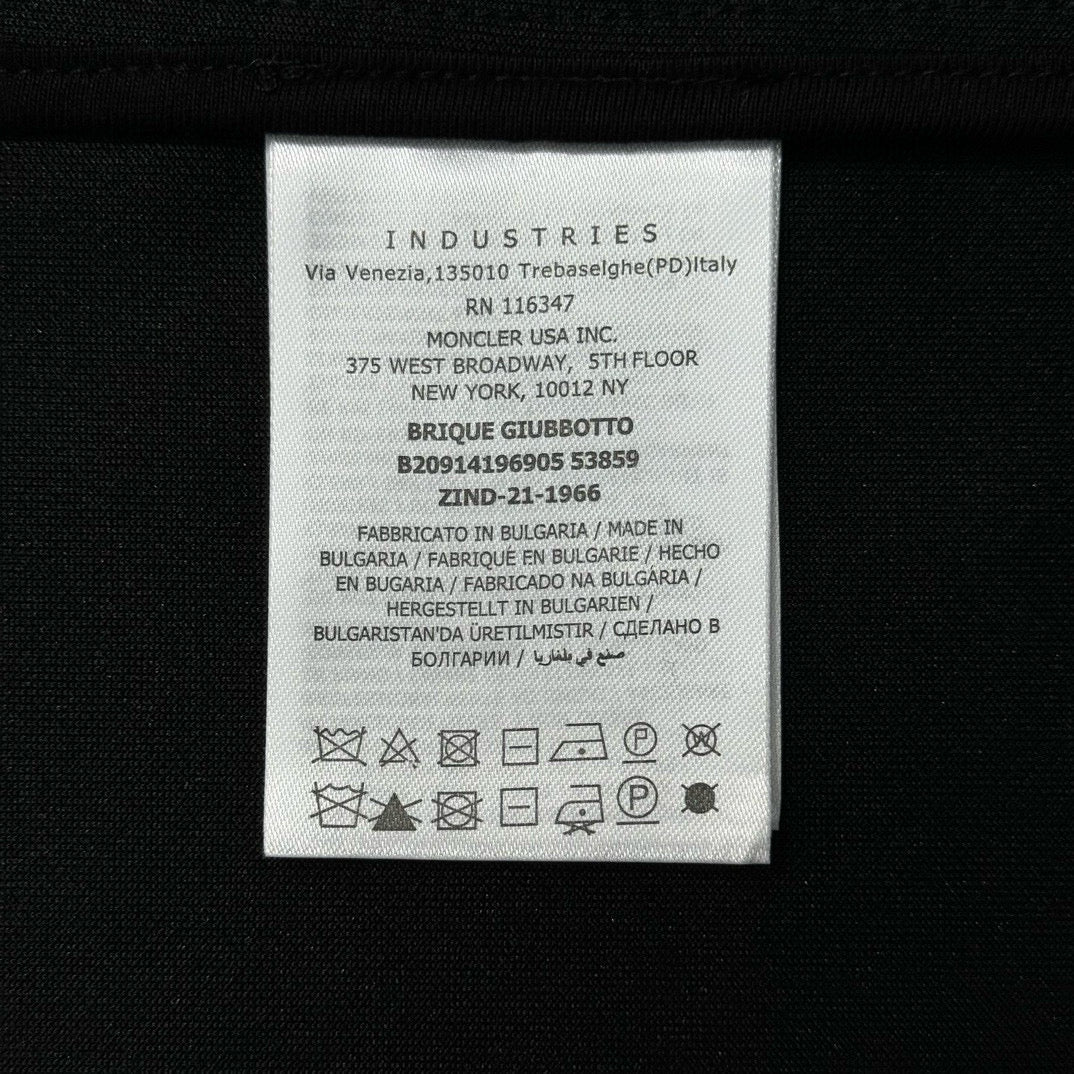 INDUSTRIES
Via Venezia,135010 Trebaselghe(PD)Italy
RN 116347
MONCLER USA INC.
375 WEST BROADWAY, 5TH FLOOR
NEW YORK, 10012 NY
BRIQUE GIUBBOTTO
B20914196905 53859
ZIND-21-1966
FABBRICATO IN BULGARIA / MADE IN
BULGARIA / FABRIQUE EN BULGARIE / HECHO
EN BUGARIA / FABRICADO NA BULGARIA /
HERGESTELLT IN BULGARIEN /
BULGARISTAN'DA ÜRETILMISTIR / СДЕЛАНО В
БОЛГАРИИ / صنع في بلغاريا
P W
P